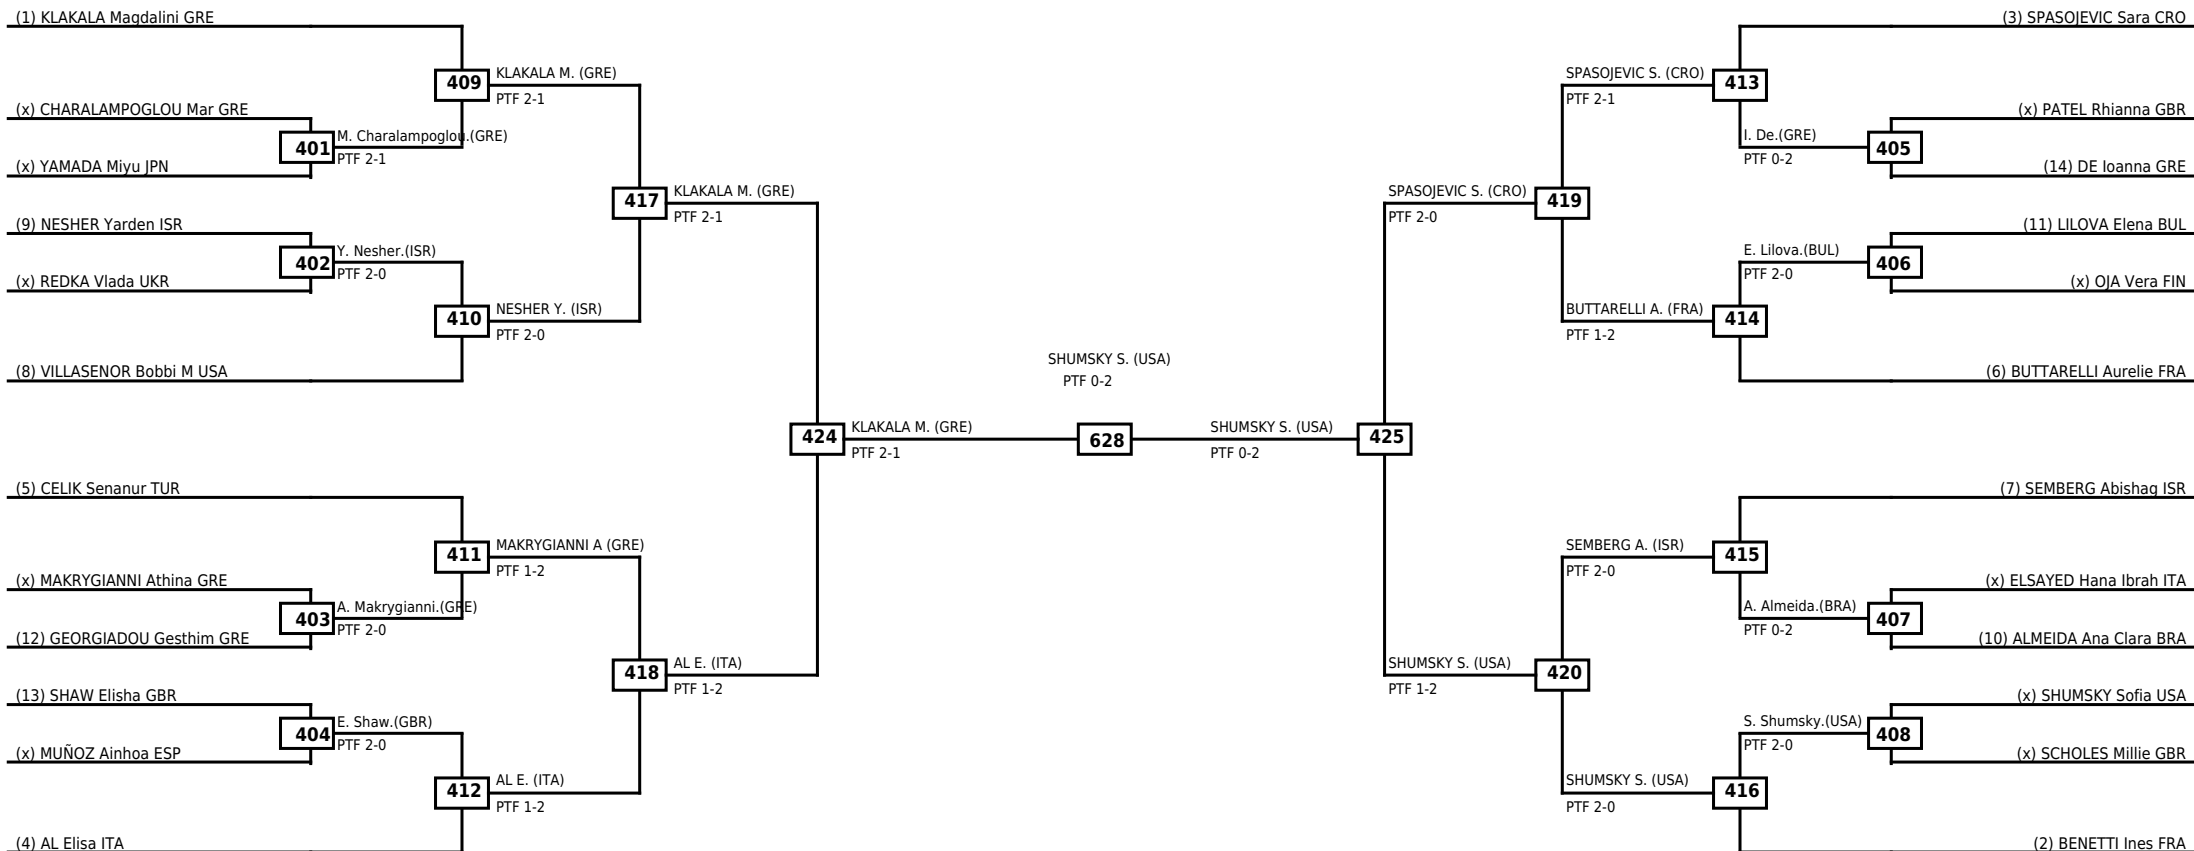 (1) KLAKALA Magdalini GRE
409
KLAKALA M. (GRE)
PTF 2-1
(x) CHARALAMPOGLOU Mar GRE
401
M. Charalampoglou.(GRE)
PTF 2-1
(x) YAMADA Miyu JPN
417
KLAKALA M. (GRE)
PTF 2-1
(9) NESHER Yarden ISR
402
Y. Nesher.(ISR)
PTF 2-0
(x) REDKA Vlada UKR
410
NESHER Y. (ISR)
PTF 2-0
(8) VILLASENOR Bobbi M USA
424
KLAKALA M. (GRE)
PTF 2-1
(5) CELIK Senanur TUR
411
MAKRYGIANNI A (GRE)
PTF 1-2
(x) MAKRYGIANNI Athina GRE
403
A. Makrygianni.(GRE)
PTF 2-0
(12) GEORGIADOU Gesthim GRE
418
AL E. (ITA)
PTF 1-2
(13) SHAW Elisha GBR
404
E. Shaw.(GBR)
PTF 2-0
(x) MUÑOZ Ainhoa ESP
412
AL E. (ITA)
PTF 1-2
(4) AL Elisa ITA
SHUMSKY S. (USA)
PTF 0-2
628
(3) SPASOJEVIC Sara CRO
SPASOJEVIC S. (CRO)
413
PTF 2-1
(x) PATEL Rhianna GBR
I. De.(GRE)
405
PTF 0-2
(14) DE Ioanna GRE
SPASOJEVIC S. (CRO)
419
PTF 2-0
(11) LILOVA Elena BUL
E. Lilova.(BUL)
406
PTF 2-0
(x) OJA Vera FIN
BUTTARELLI A. (FRA)
414
PTF 1-2
(6) BUTTARELLI Aurelie FRA
SHUMSKY S. (USA)
425
PTF 0-2
(7) SEMBERG Abishag ISR
SEMBERG A. (ISR)
415
PTF 2-0
(x) ELSAYED Hana Ibrah ITA
A. Almeida.(BRA)
407
PTF 0-2
(10) ALMEIDA Ana Clara BRA
SHUMSKY S. (USA)
420
PTF 1-2
(x) SHUMSKY Sofia USA
S. Shumsky.(USA)
408
PTF 2-0
(x) SCHOLES Millie GBR
SHUMSKY S. (USA)
416
PTF 2-0
(2) BENETTI Ines FRA